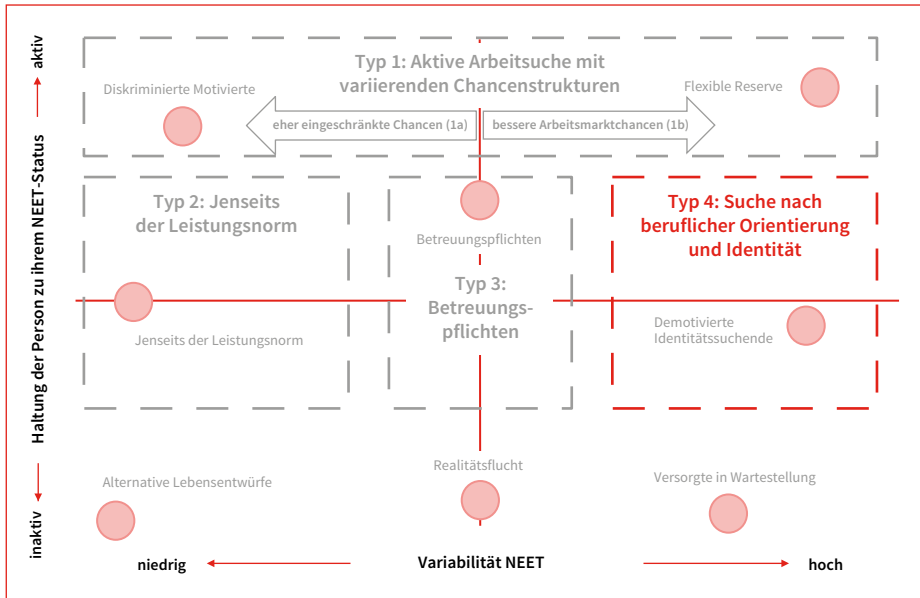 aktiv
Haltung der Person zu ihrem NEET-Status
inaktiv
Typ 1: Aktive Arbeitsuche mit
variierenden Chancenstrukturen
Diskriminierte Motivierte
Flexible Reserve
eher eingeschränkte Chancen (1a)
bessere Arbeitsmarktchancen (1b)
Typ 2: Jenseits
der Leistungsnorm
Jenseits der Leistungsnorm
Betreuungspflichten
Typ 3:
Betreuungs-
pflichten
Typ 4: Suche nach
beruflicher Orientierung
und Identität
Demotivierte
Identitätssuchende
Alternative Lebensentwürfe
Realitätsflucht
Versorgte in Wartestellung
niedrig
Variabilität NEET
hoch